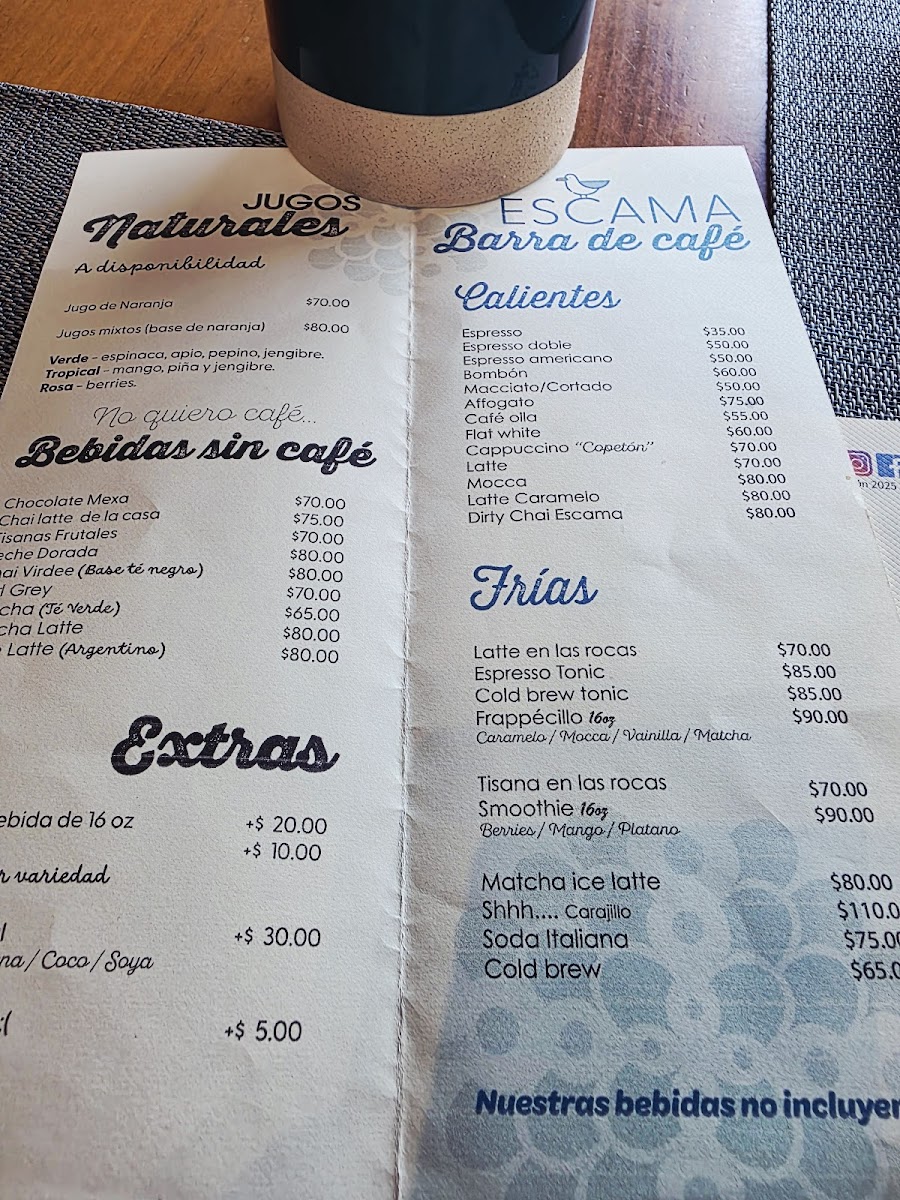 JUGOS
Naturales
A disponibilidad
Jugo de Naranja $70.00
Jugos mixtos (base de naranja) $80.00
Verde - espinaca, apio, pepino, jengibre.
Tropical - mango, piña y jengibre.
Rosa - berries.
No quiero café...
Bebidas sin café
Chocolate Mexa $70.00
Chai latte de la casa $75.00
Tisanas Frutales $70.00
eche Dorada $80.00
ai Virdee (Base té negro) $80.00
l Grey $70.00
cha (Té Verde) $65.00
cha Latte $80.00
Latte (Argentino) $80.00
Extras
ebida de 16 oz +$ 20.00
+$ 10.00
r variedad
l +$ 30.00
na / Coco / Soya
+$ 5.00
ESCAMA
Barra de café
Calientes
Espresso $35.00
Espresso doble $50.00
Espresso americano $50.00
Bombón $60.00
Macciato/Cortado $50.00
Affogato $75.00
Café olla $55.00
Flat white $60.00
Cappuccino "Copetón" $70.00
Latte $70.00
Mocca $80.00
Latte Caramelo $80.00
Dirty Chai Escama $80.00
Frías
Latte en las rocas $70.00
Espresso Tonic $85.00
Cold brew tonic $85.00
Frappécillo 16oz $90.00
Caramelo / Mocca / Vainilla / Matcha
Tisana en las rocas $70.00
Smoothie 16oz $90.00
Berries / Mango / Platano
Matcha ice latte $80.00
Shhh.... Carajillo $110.0
Soda Italiana $75.00
Cold brew $65.0
Nuestras bebidas no incluyen
ón 2025